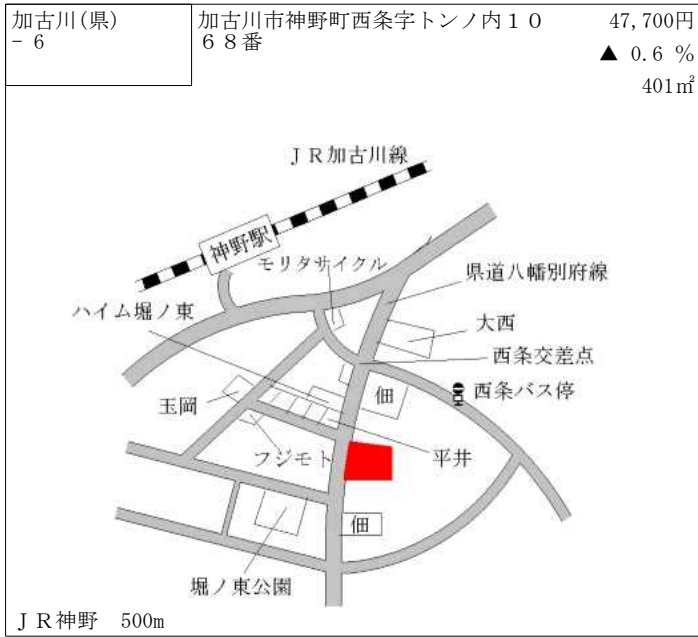 加古川(県)
- 6
加古川市神野町西条字トンノ内１０
６８番
47,700円
▲ 0.6 %
401㎡
ＪＲ加古川線
神野駅
モリタサイクル
県道八幡別府線
ハイム堀ノ東
大西
西条交差点
佃
西条バス停
玉岡
フジモト
平井
佃
堀ノ東公園
ＪＲ神野　500m